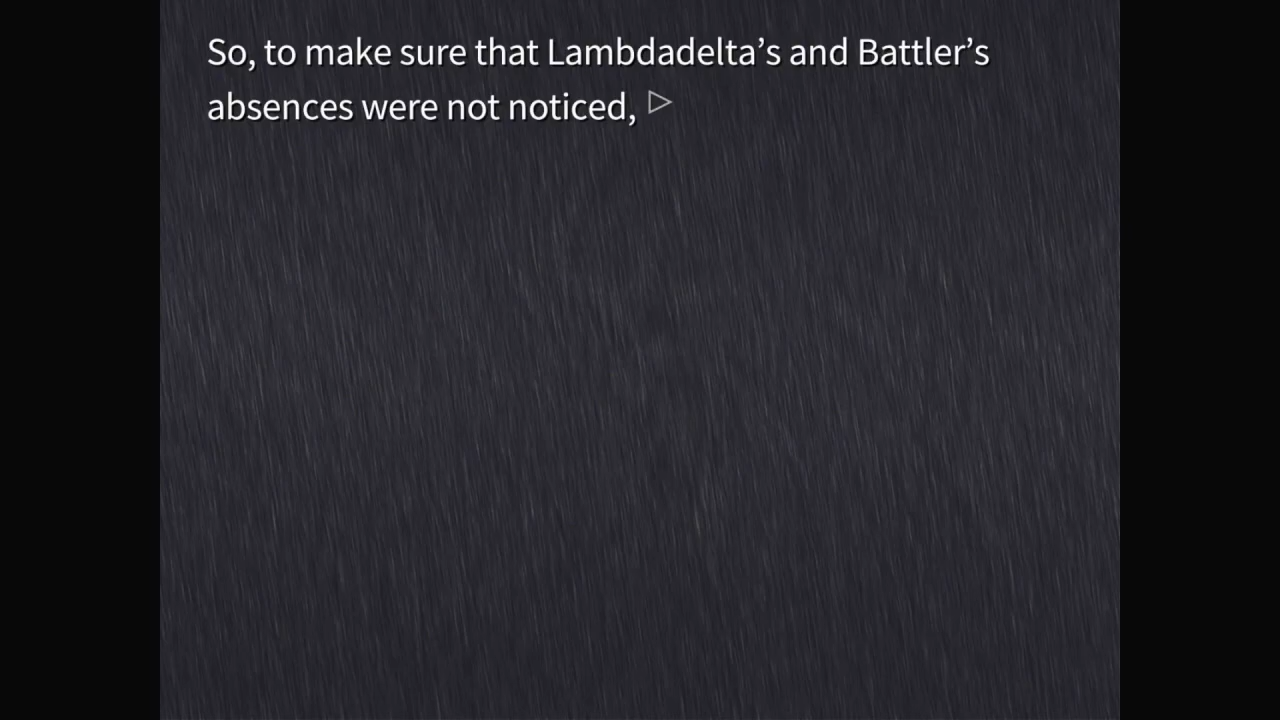 So, to make sure that Lambdadelta’s and Battler’s
absences were not noticed,